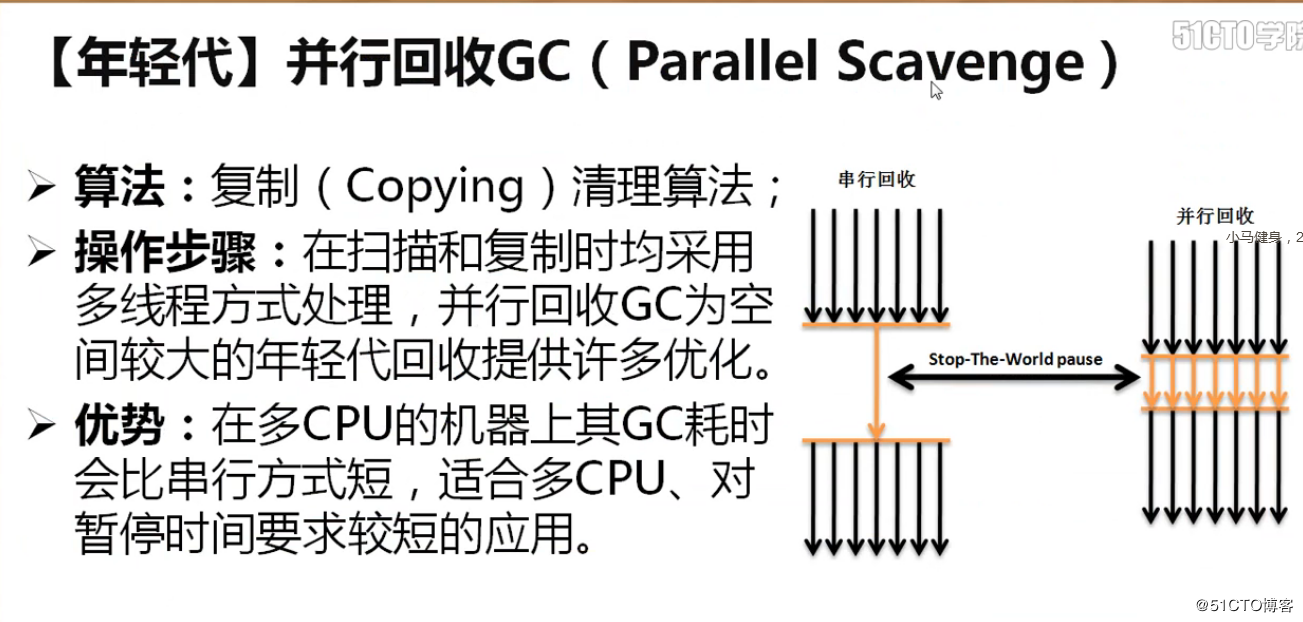 51CTO学院
【年轻代】并行回收GC（Parallel Scavenge）
算法：复制（Copying）清理算法；
操作步骤：在扫描和复制时均采用
多线程方式处理，并行回收GC为空
间较大的年轻代回收提供许多优化。
优势：在多CPU的机器上其GC耗时
会比串行方式短，适合多CPU、对
暂停时间要求较短的应用。
串行回收
并行回收
小马健身，2
Stop-The-World pause
@51CTO博客